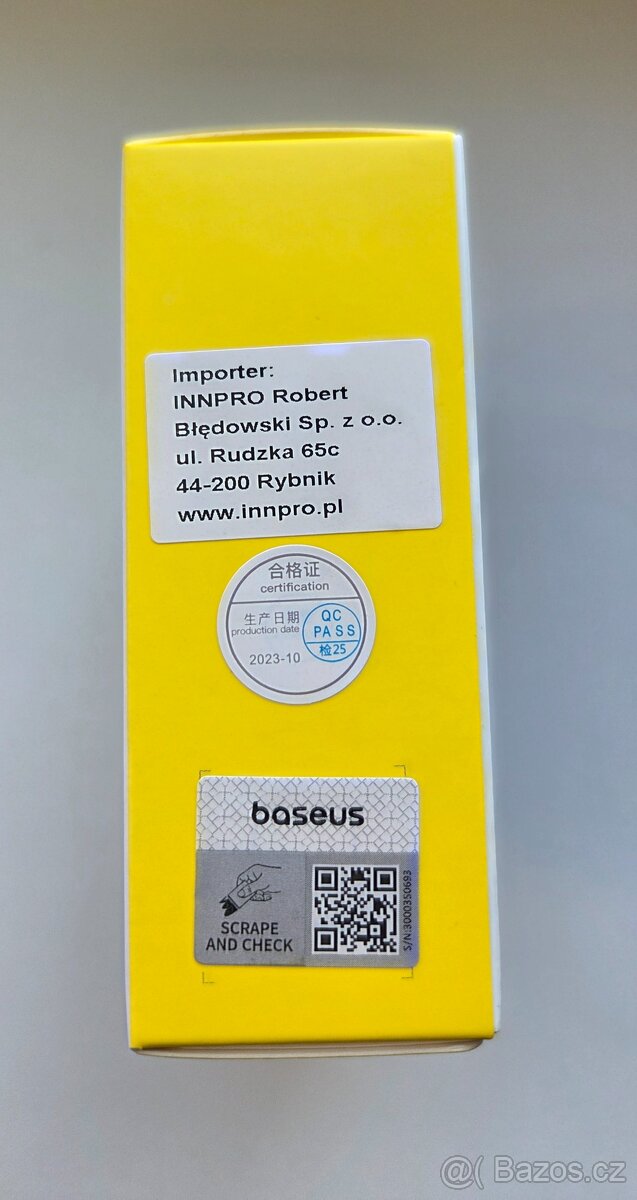 Importer:
INNPRO Robert
Błędowski Sp. z o.o.
ul. Rudzka 65c
44-200 Rybnik
www.innpro.pl
合格证
certification
生产日期
production date
2023-10
QC
PASS
检25
baseus
SCRAPE
AND CHECK
S/N:3000350693
@( Bazos.cz